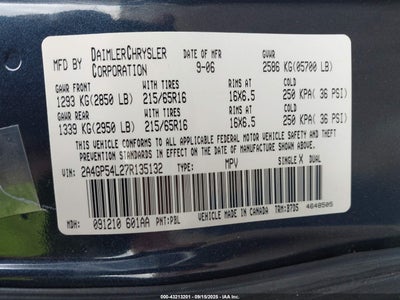 MFD BY DAIMLERCHRYSLER CORPORATION DATE OF MFR 9-06 GVWR 2586 KG(05700 LB)
GAWR FRONT WITH TIRES RIMS AT COLD
1293 KG(2850 LB) 215/65R16 16X6.5 250 KPA( 36 PSI)
GAWR REAR WITH TIRES RIMS AT COLD
1339 KG(2950 LB) 215/65R16 16X6.5 250 KPA( 36 PSI)
THIS VEHICLE CONFORMS TO ALL APPLICABLE FEDERAL MOTOR VEHICLE SAFETY, BUMPER, AND THEFT PREVENTION STANDARDS IN EFFECT ON THE DATE OF MANUFACTURE SHOWN ABOVE.
VIN: 2A4GP54L27R135132 TYPE: MPV SINGLE X DUAL
MDH: 091210 601AA PNT: PBL VEHICLE MADE IN CANADA TRM: B7D5 4648505
000-43213201 - 09/15/2025 - iaai.com